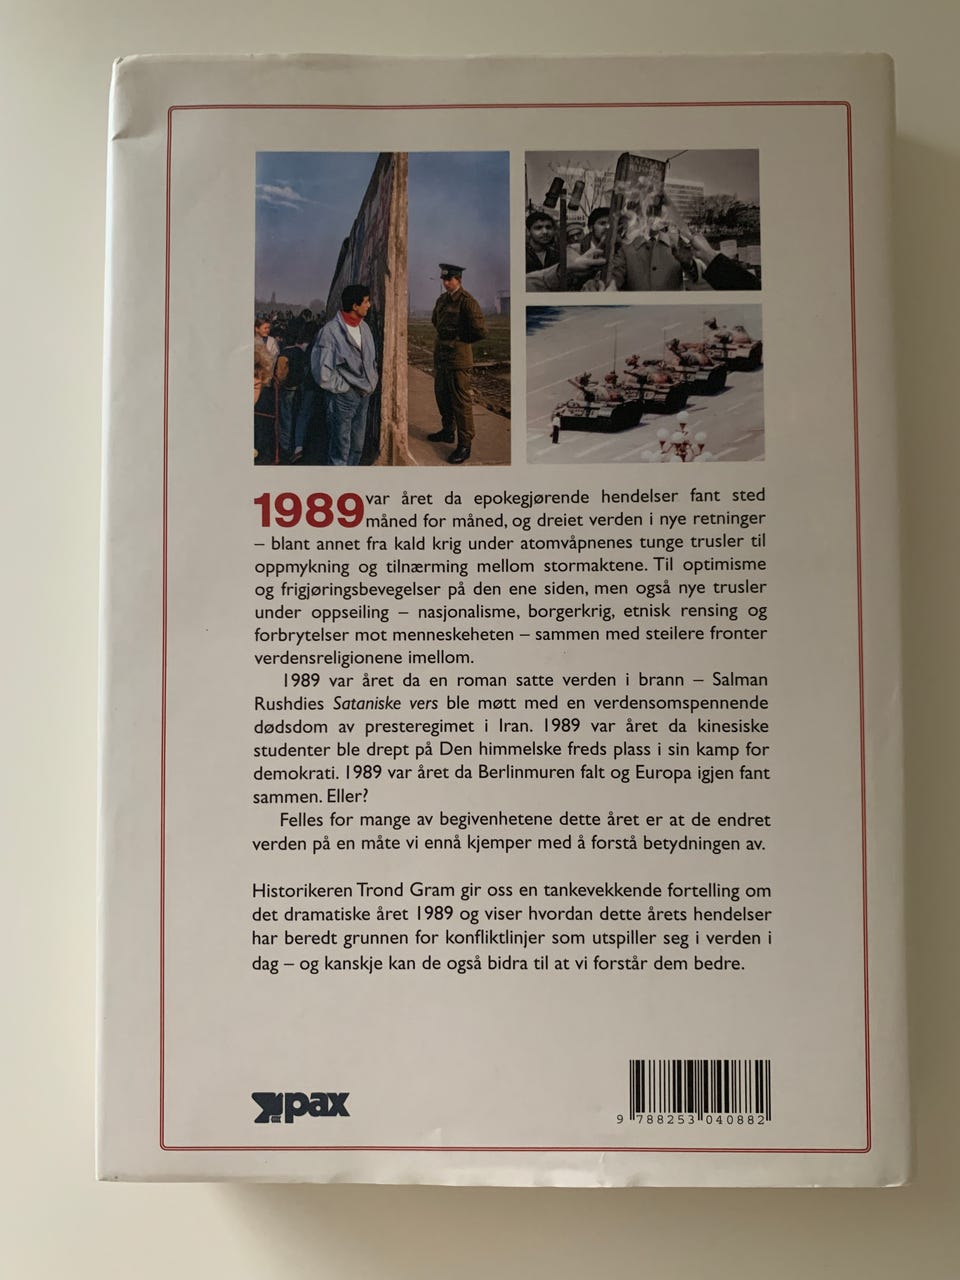 SALMAN
RUSHDIE
1989 var året da epokegjørende hendelser fant sted
måned for måned, og dreiet verden i nye retninger
– blant annet fra kald krig under atomvåpnenes tunge trusler til
oppmykning og tilnærming mellom stormaktene. Til optimisme
og frigjøringsbevegelser på den ene siden, men også nye trusler
under oppseiling – nasjonalisme, borgerkrig, etnisk rensing og
forbrytelser mot menneskeheten – sammen med steilere fronter
verdensreligionene imellom.
1989 var året da en roman satte verden i brann – Salman
Rushdies Sataniske vers ble møtt med en verdensomspennende
dødsdom av presteregimet i Iran. 1989 var året da kinesiske
studenter ble drept på Den himmelske freds plass i sin kamp for
demokrati. 1989 var året da Berlinmuren falt og Europa igjen fant
sammen. Eller?
Felles for mange av begivenhetene dette året er at de endret
verden på en måte vi ennå kjemper med å forstå betydningen av.
Historikeren Trond Gram gir oss en tankevekkende fortelling om
det dramatiske året 1989 og viser hvordan dette årets hendelser
har beredt grunnen for konfliktlinjer som utspiller seg i verden i
dag – og kanskje kan de også bidra til at vi forstår dem bedre.
pax
9 788253 040882